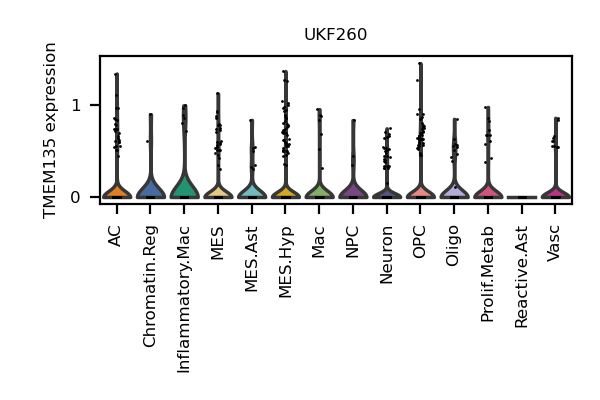 UKF260
TMEM135 expression
1
0
AC
Chromatin.Reg
Inflammatory.Mac
MES
MES.Ast
MES.Hyp
Mac
NPC
Neuron
OPC
Oligo
Prolif.Metab
Reactive.Ast
Vasc